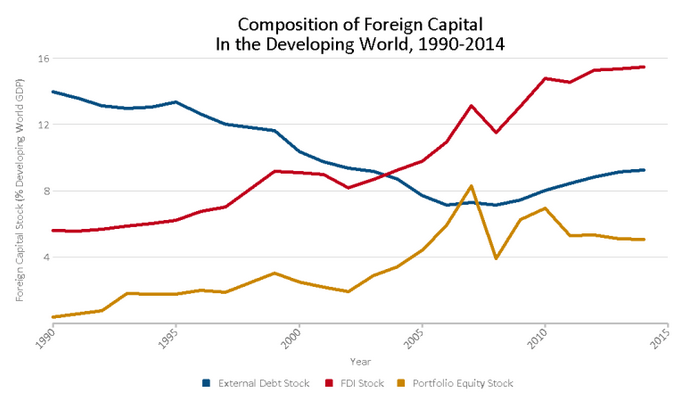 Composition of Foreign Capital
In the Developing World, 1990-2014
Foreign Capital Stock (% Developing World GDP)
16
12
8
4
1990
1995
2000
2005
2010
2015
Year
External Debt Stock
FDI Stock
Portfolio Equity Stock